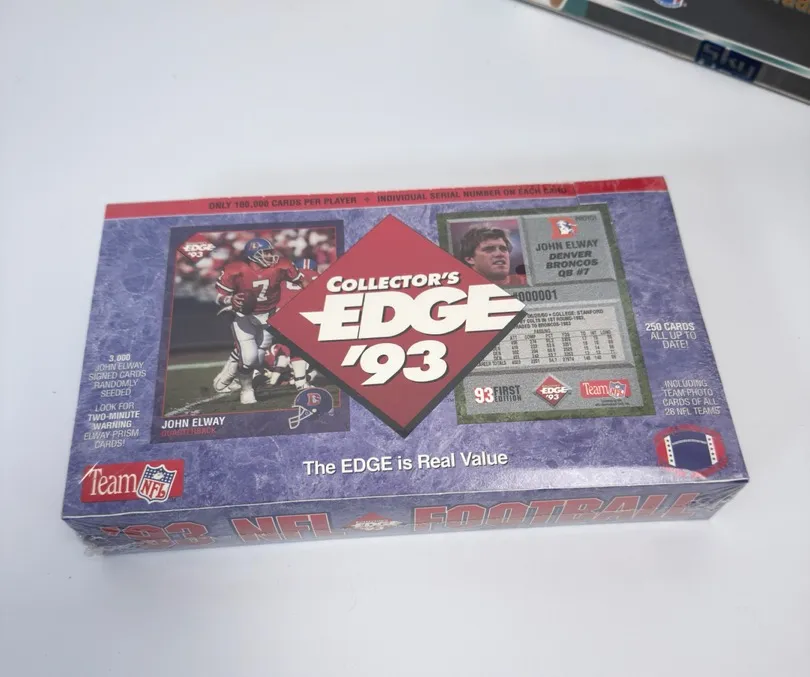 Sky
ONLY 100,000 CARDS PER PLAYER ÷ INDIVIDUAL SERIAL NUMBER ON EACH CARD
EDGE
'93
7
JOHN ELWAY
QUARTERBACK
COLLECTOR'S
EDGE
'93
JOHN ELWAY
DENVER
BRONCOS
QB #7
#000001
COLLEGE: STANFORD
93 FIRST
EDITION
EDGE
'93
Team NFL
3,000
JOHN ELWAY
SIGNED CARDS
RANDOMLY
SEEDED
LOOK FOR
TWO-MINUTE
WARNING
ELWAY PRISM
CARDS!
250 CARDS
ALL UP TO
DATE!
INCLUDING
TEAM PHOTO
CARDS OF ALL
28 NFL TEAMS
Team NFL
The EDGE is Real Value
'93 NFL EDGE '93 FOOTBALL